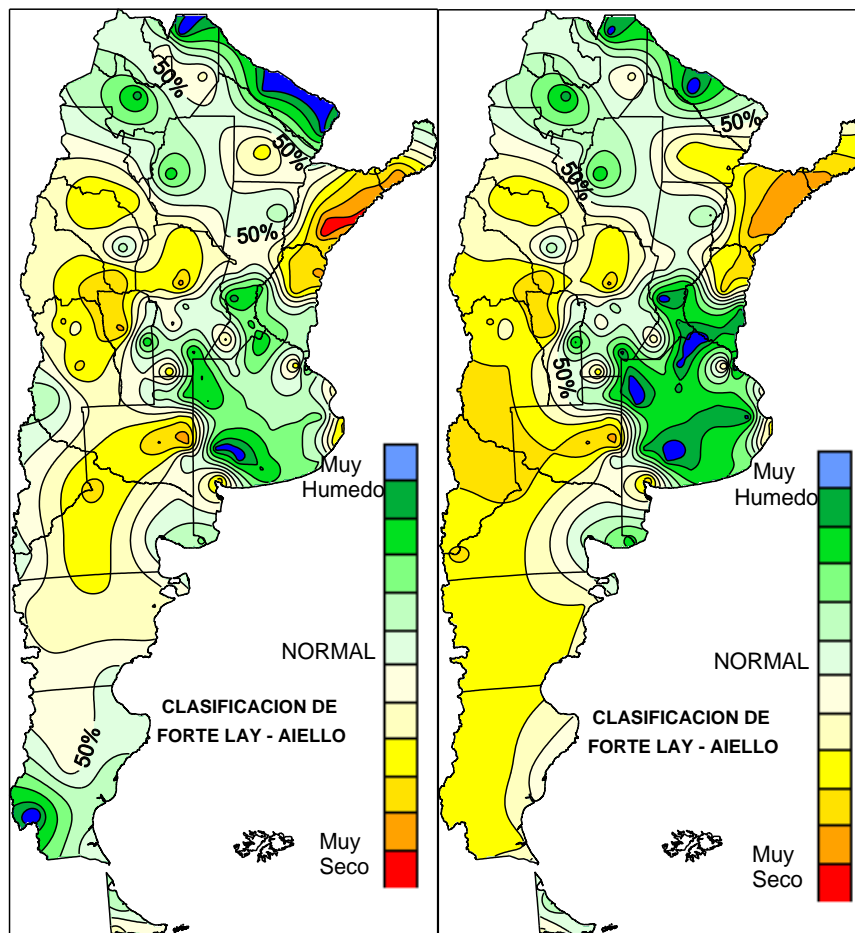 50%
50%
50%
50%
Muy
Humedo
NORMAL
CLASIFICACION DE
FORTE LAY - AIELLO
Muy
Seco
50%
50%
50%
Muy
Humedo
NORMAL
CLASIFICACION DE
FORTE LAY - AIELLO
Muy
Seco